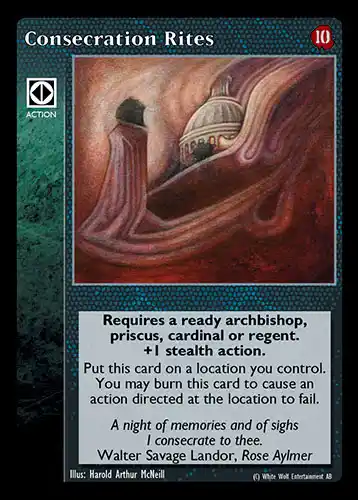 Consecration Rites
10
ACTION
Requires a ready archbishop,
priscus, cardinal or regent.
+1 stealth action.
Put this card on a location you control.
You may burn this card to cause an
action directed at the location to fail.
A night of memories and of sighs
I consecrate to thee.
Walter Savage Landor, Rose Aylmer
Illus: Harold Arthur McNeill
(C) White Wolf Entertainment AB